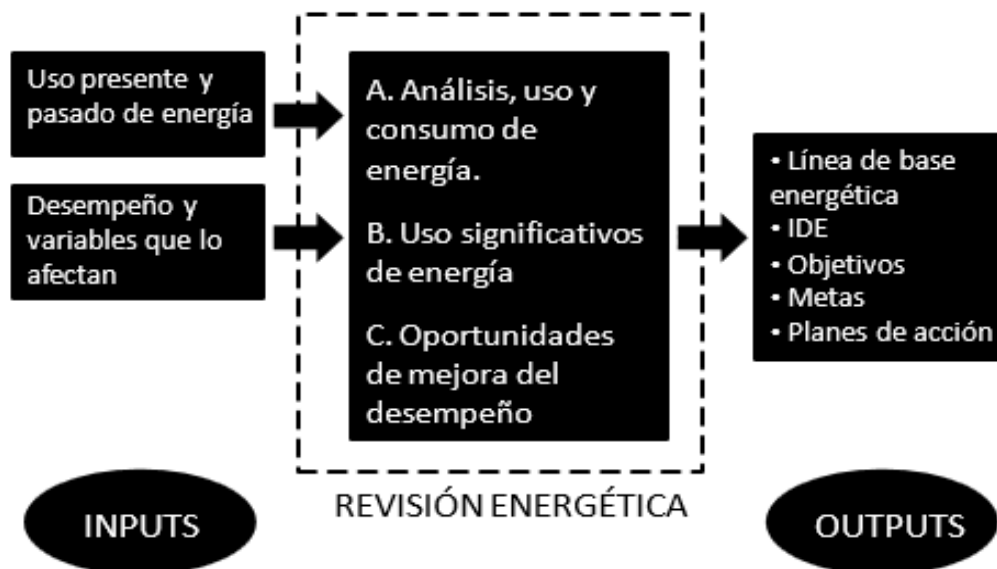 Uso presente y
pasado de energía
Desempeño y
variables que lo
afectan
A. Análisis, uso y
consumo de
energía.
B. Uso significativos
de energía
C. Oportunidades
de mejora del
desempeño
• Línea de base
energética
• IDE
• Objetivos
• Metas
• Planes de acción
INPUTS
REVISIÓN ENERGÉTICA
OUTPUTS